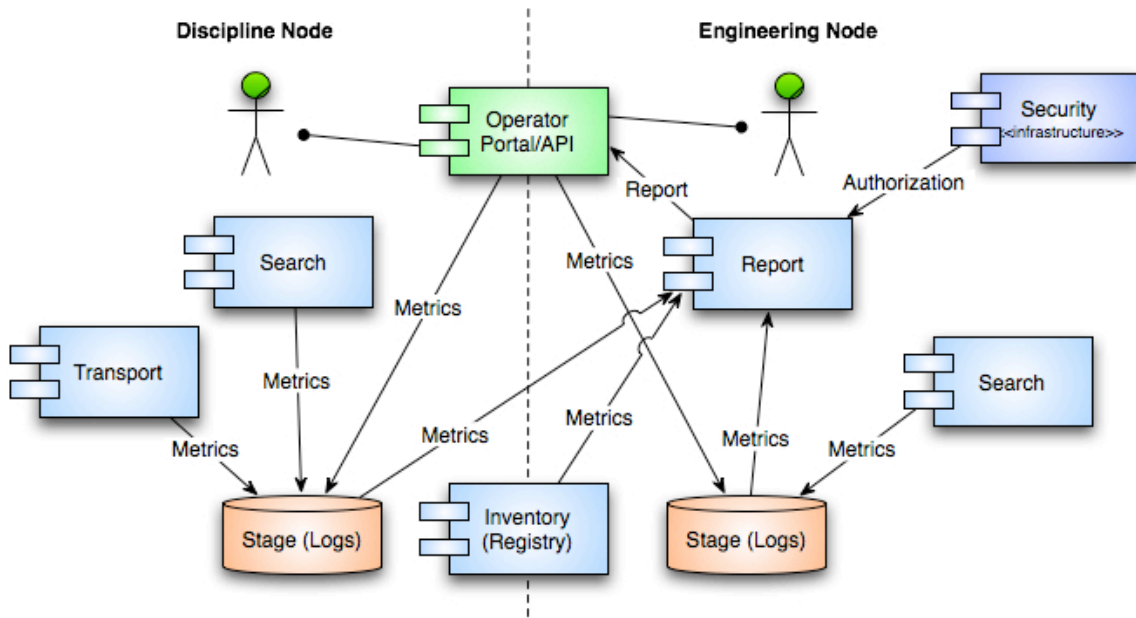 Discipline Node
Engineering Node
Operator
Portal/API
Security
<<infrastructure>>
Report
Authorization
Search
Metrics
Report
Metrics
Transport
Metrics
Search
Metrics
Metrics
Metrics
Metrics
Metrics
Stage (Logs)
Inventory
(Registry)
Stage (Logs)